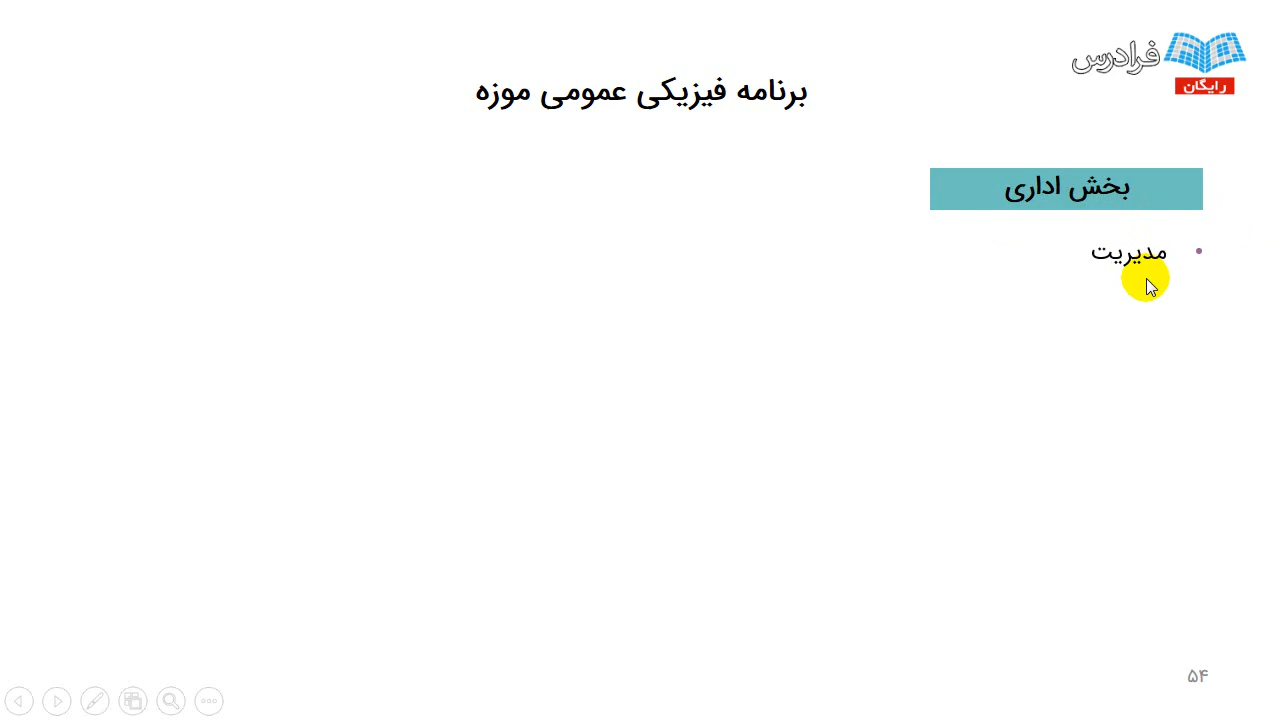 فرادرس
رایگان
برنامه فیزیکی عمومی موزه
بخش اداری
• مدیریت
۵۴